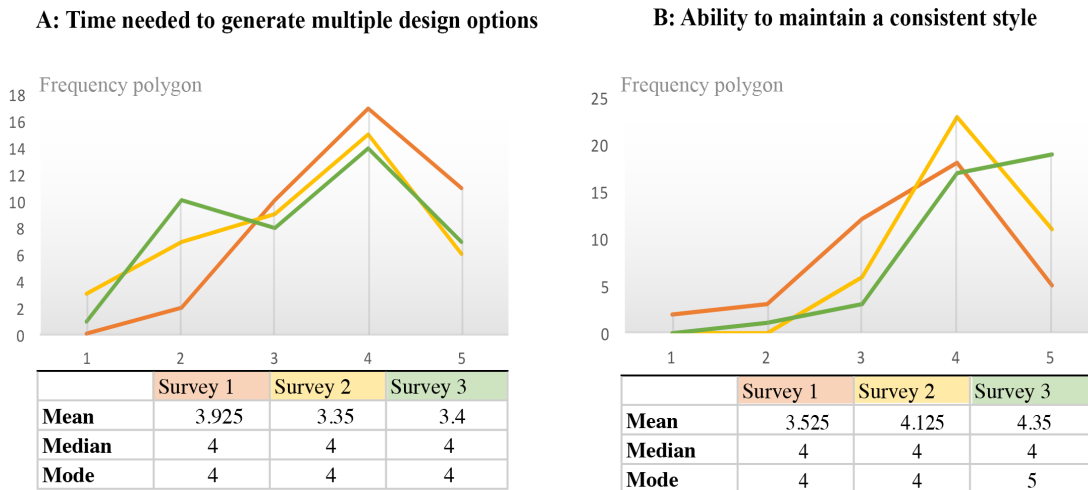 A: Time needed to generate multiple design options
Frequency polygon
18
16
14
12
10
8
6
4
2
0
1 2 3 4 5
Survey 1 Survey 2 Survey 3
Mean 3.925 3.35 3.4
Median 4 4 4
Mode 4 4 4
B: Ability to maintain a consistent style
Frequency polygon
25
20
15
10
5
0
1 2 3 4 5
Survey 1 Survey 2 Survey 3
Mean 3.525 4.125 4.35
Median 4 4 4
Mode 4 4 5